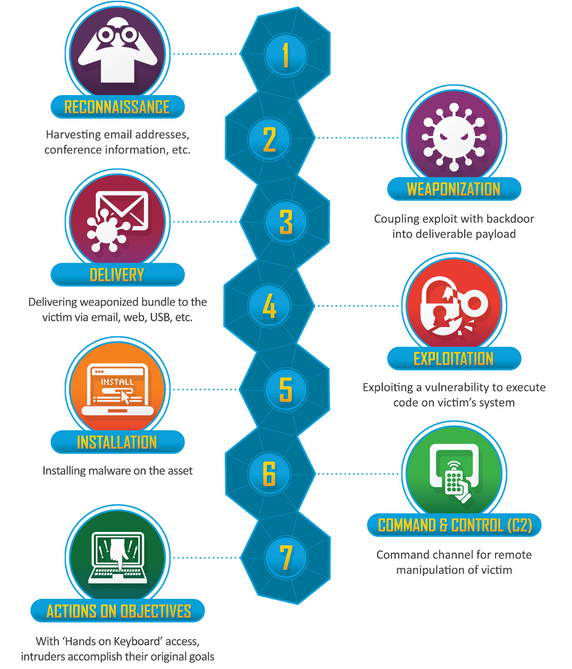 1
RECONNAISSANCE
Harvesting email addresses,
conference information, etc.
2
WEAPONIZATION
Coupling exploit with backdoor
into deliverable payload
3
DELIVERY
Delivering weaponized bundle to the
victim via email, web, USB, etc.
4
EXPLOITATION
Exploiting a vulnerability to execute
code on victim's system
5
INSTALL
INSTALLATION
Installing malware on the asset
6
COMMAND & CONTROL (C2)
Command channel for remote
manipulation of victim
7
ACTIONS ON OBJECTIVES
With 'Hands on Keyboard' access,
intruders accomplish their original goals